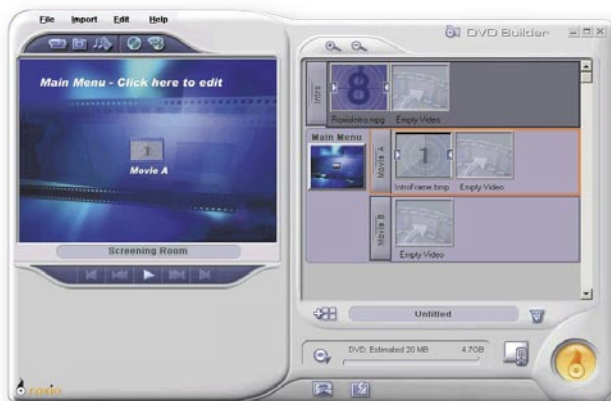 File Import Edit Help
DVD Builder
Main Menu - Click here to edit
1
Movie A
Screening Room
Intro
8
RoxioIntro.mpg Empty Video
Main Menu
Movie A
1
IntroFrame.bmp Empty Video
Movie B
Empty Video
Untitled
DVD: Estimated 20 MB 4.7GB
roxio